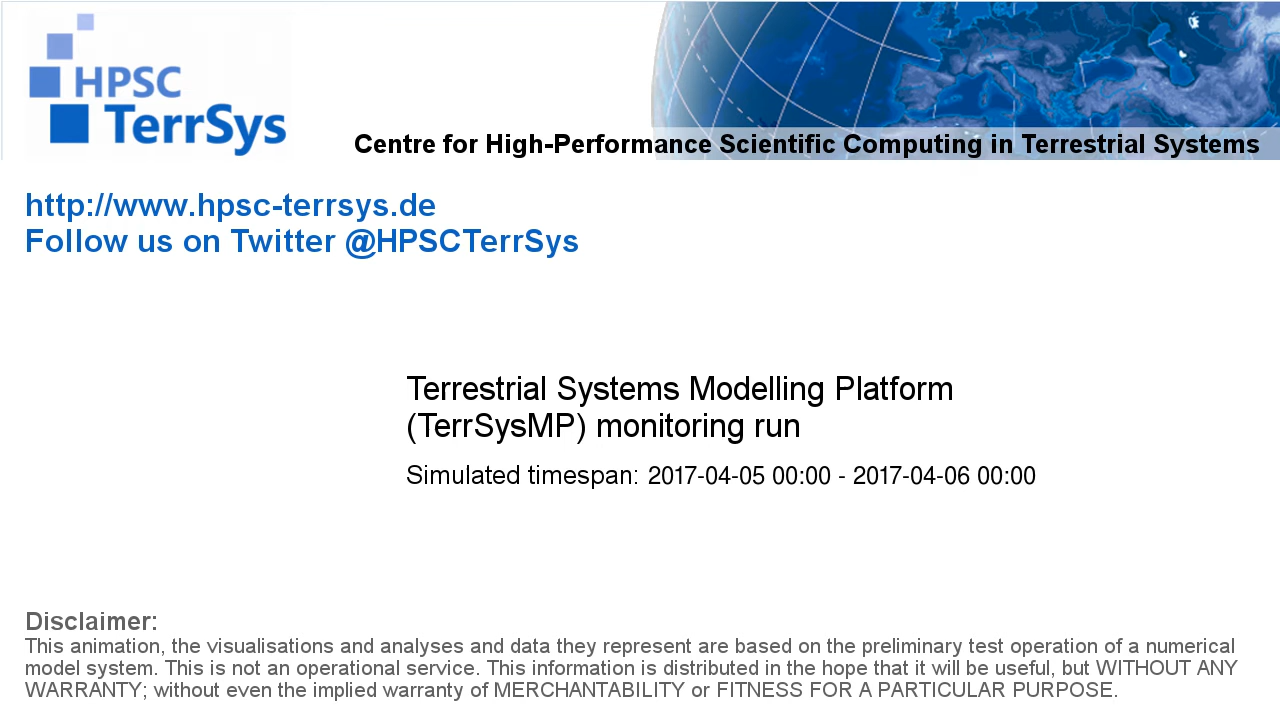 HPSC
TerrSys
Centre for High-Performance Scientific Computing in Terrestrial Systems
http://www.hpsc-terrsys.de
Follow us on Twitter @HPSCTerrSys
Terrestrial Systems Modelling Platform
(TerrSysMP) monitoring run
Simulated timespan: 2017-04-05 00:00 - 2017-04-06 00:00
Disclaimer:
This animation, the visualisations and analyses and data they represent are based on the preliminary test operation of a numerical
model system. This is not an operational service. This information is distributed in the hope that it will be useful, but WITHOUT ANY
WARRANTY; without even the implied warranty of MERCHANTABILITY or FITNESS FOR A PARTICULAR PURPOSE.